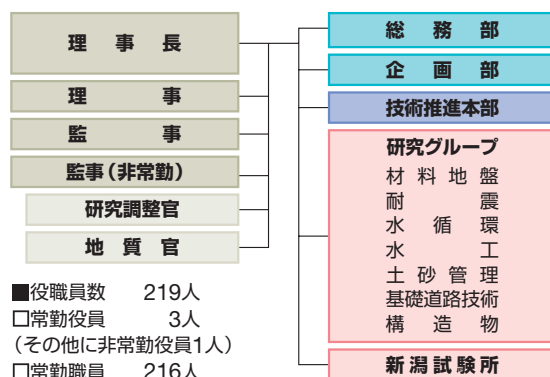 理事長
理事
監事
監事(非常勤)
研究調整官
地質官
■役職員数 219人
□常勤役員 3人
(その他に非常勤役員1人)
□常勤職員 216人
総務部
企画部
技術推進本部
研究グループ
材料地盤
耐震
水循環
水工
土砂管理
基礎道路技術
構造物
新潟試験所